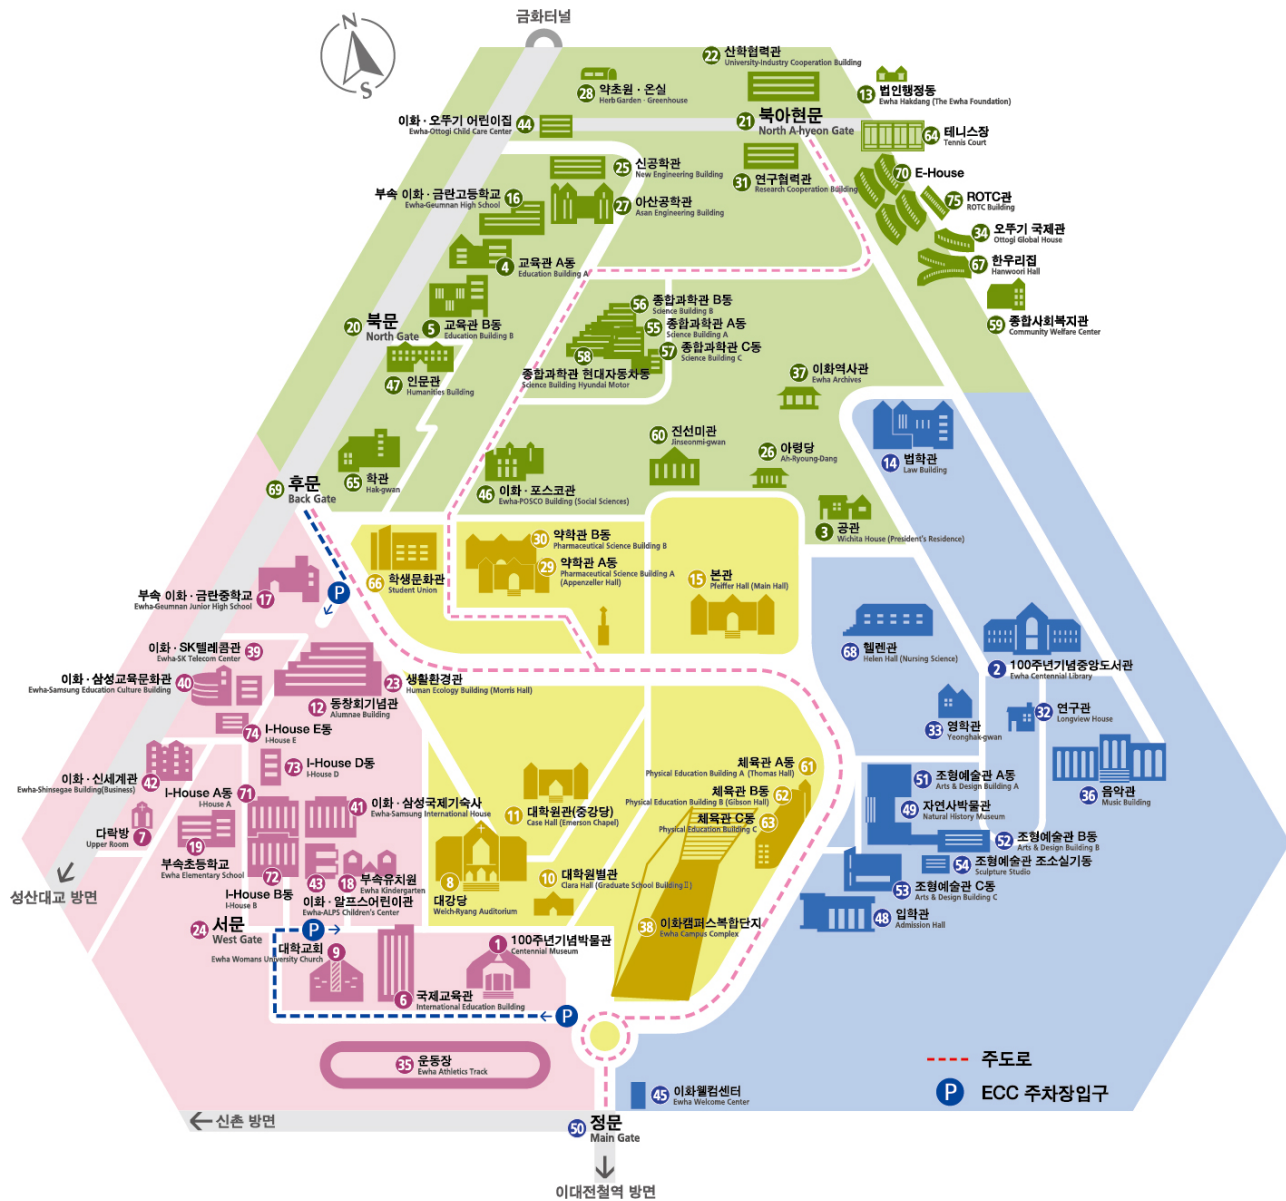 금화터널
N
S
22 산학협력관
University-Industry Cooperation Building
28 약초원 · 온실
Herb Garden · Greenhouse
13 법인행정동
Ewha Hakdang (The Ewha Foundation)
이화 · 오뚜기 어린이집 44
Ewha-Ottogi Child Care Center
21 북아현문
North A-hyeon Gate
64 테니스장
Tennis Court
25 신공학관
New Engineering Building
31 연구협력관
Research Cooperation Building
70 E-House
부속 이화 · 금란고등학교
Ewha-Geumnan High School
16
27 아산공학관
Asan Engineering Building
75 ROTC관
ROTC Building
34 오뚜기 국제관
Ottogi Global House
4 교육관 A동
Education Building A
67 한우리집
Hanwoori Hall
56 종합과학관 B동
Science Building B
20 북문
North Gate
5 교육관 B동
Education Building B
55 종합과학관 A동
Science Building A
59 종합사회복지관
Community Welfare Center
57 종합과학관 C동
Science Building C
58
종합과학관 현대자동차동
Science Building Hyundai Motor
47 인문관
Humanities Building
37 이화역사관
Ewha Archives
60 진선미관
Jinseonmi-gwan
26 아령당
Ah-Ryoung-Dang
14 법학관
Law Building
69 후문
Back Gate
65 학관
Hak-gwan
46 이화 · 포스코관
Ewha-POSCO Building (Social Sciences)
3 공관
Wichita House (President's Residence)
30 약학관 B동
Pharmaceutical Science Building B
29 약학관 A동
Pharmaceutical Science Building A
(Appenzeller Hall)
66 학생문화관
Student Union
15 본관
Pfeiffer Hall (Main Hall)
부속 이화 · 금란중학교
Ewha-Geumnan Junior High School
17
P
이화 · SK텔레콤관 39
Ewha-SK Telecom Center
68 헬렌관
Helen Hall (Nursing Science)
2 100주년기념중앙도서관
Ewha Centennial Library
이화 · 삼성교육문화관 40
Ewha-Samsung Education Culture Building
23 생활환경관
Human Ecology Building (Morris Hall)
12 동창회기념관
Alumnae Building
32 연구관
Longview House
33 영학관
Yeonghak-gwan
74 I-House E동
I-House E
73 I-House D동
I-House D
이화 · 신세계관
Ewha-Shinsegae Building(Business)
42
I-House A동 71
I-House A
41 이화 · 삼성국제기숙사
Ewha-Samsung International House
11 대학원관(중강당)
Case Hall (Emerson Chapel)
체육관 A동 61
Physical Education Building A (Thomas Hall)
체육관 B동 62
Physical Education Building B (Gibson Hall)
체육관 C동 63
Physical Education Building C
51 조형예술관 A동
Arts & Design Building A
49 자연사박물관
Natural History Museum
36 음악관
Music Building
52 조형예술관 B동
Arts & Design Building B
54 조형예술관 조소실기동
Sculpture Studio
53 조형예술관 C동
Arts & Design Building C
48 입학관
Admission Hall
다락방 7
Upper Room
19
부속초등학교
Ewha Elementary School
72
I-House B동
I-House B
43
이화 · 알프스어린이관
Ewha-ALPS Children's Center
18 부속유치원
Ewha Kindergarten
8
대강당
Welch-Ryang Auditorium
10 대학원별관
Clara Hall (Graduate School Building Ⅱ)
38 이화캠퍼스복합단지
Ewha Campus Complex
성산대교 방면
24 서문
West Gate
P
대학교회 9
Ewha Womans University Church
1 100주년기념박물관
Centennial Museum
6 국제교육관
International Education Building
P
35 운동장
Ewha Athletics Track
45 이화웰컴센터
Ewha Welcome Center
주도로
P ECC 주차장입구
신촌 방면
50 정문
Main Gate
이대전철역 방면